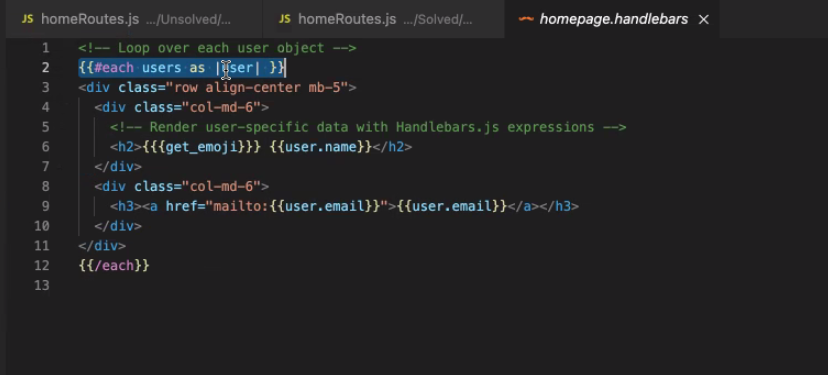 JS homeRoutes.js .../Unsolved/... JS homeRoutes.js .../Solved/... homepage.handlebars ×
1 <!-- Loop over each user object -->
2 {{#each users as |user| }}
3 <div class="row align-center mb-5">
4 <div class="col-md-6">
5 <!-- Render user-specific data with Handlebars.js expressions -->
6 <h2>{{{get_emoji}}} {{user.name}}</h2>
7 </div>
8 <div class="col-md-6">
9 <h3><a href="mailto:{{user.email}}">{{user.email}}</a></h3>
10 </div>
11 </div>
12 {{/each}}
13